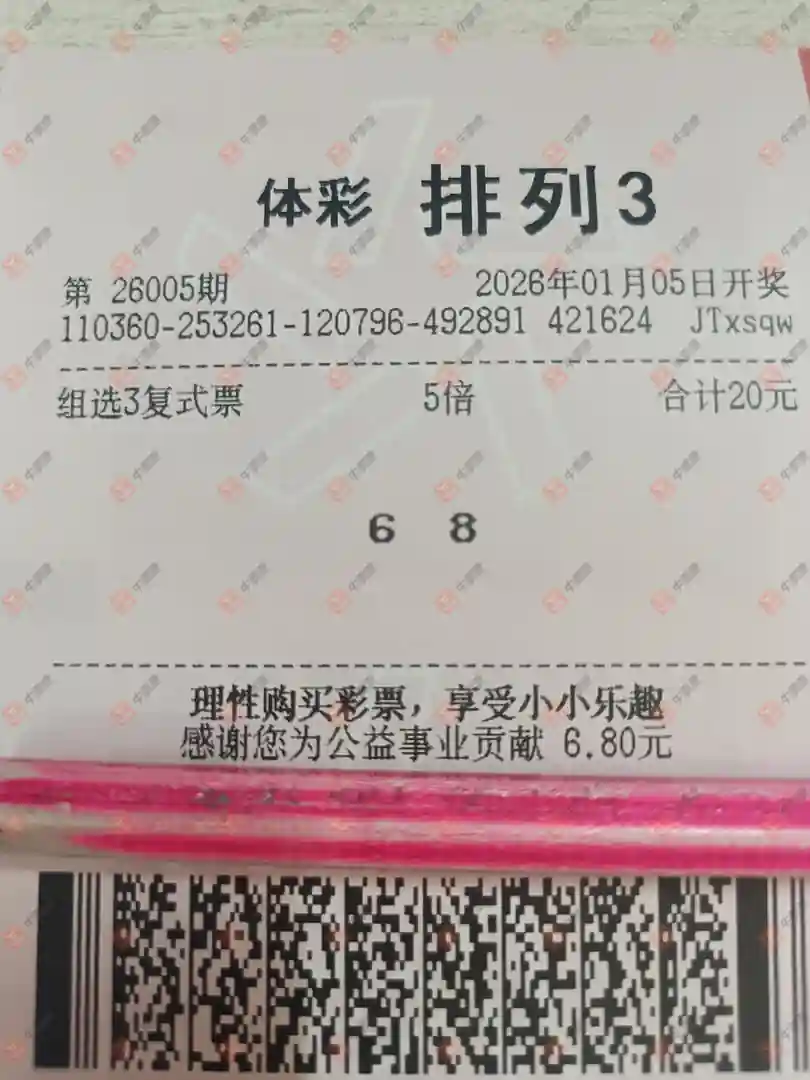 体彩 排列3
第 26005期 2026年01月05日开奖
110360-253261-120796-492891 421624 JTxsqw
组选3复式票 5倍 合计20元
6 8
理性购买彩票，享受小小乐趣
感谢您为公益事业贡献 6.80元